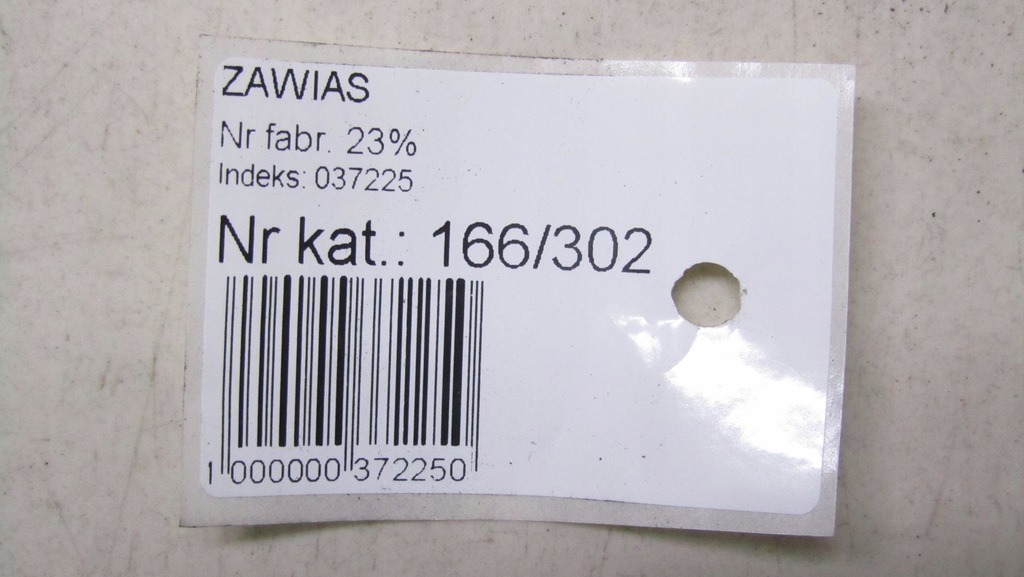 ZAWIAS
Nr fabr. 23%
Indeks: 037225
Nr kat.: 166/302
1 000000 372250